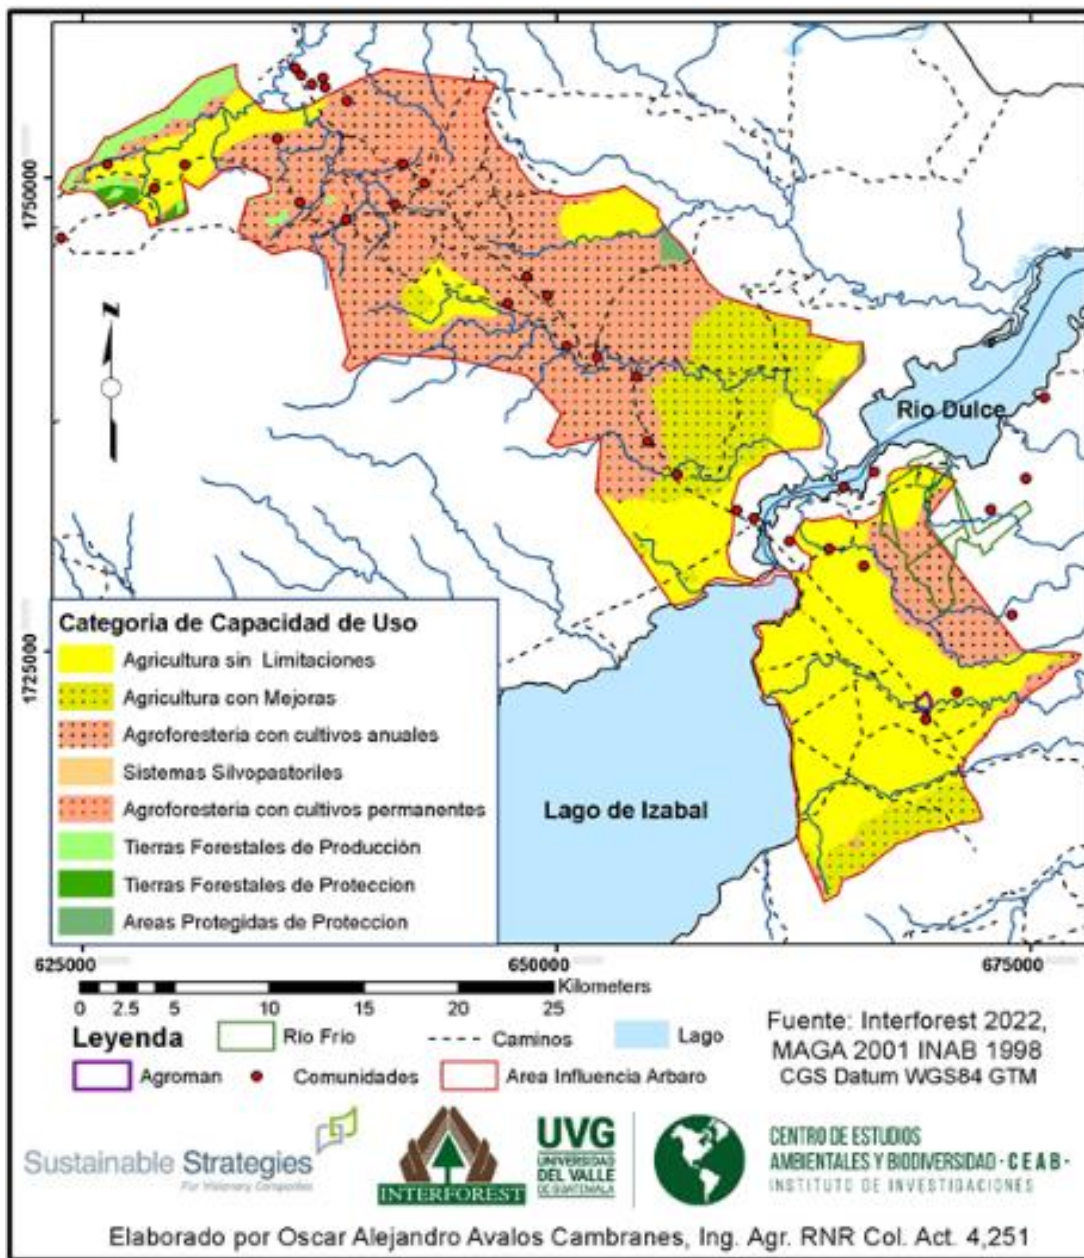 1750000
1725000
Z
Rio Dulce
Lago de Izabal
Categoria de Capacidad de Uso
Agricultura sin Limitaciones
Agricultura con Mejoras
Agroforesteria con cultivos anuales
Sistemas Silvopastoriles
Agroforesteria con cultivos permanentes
Tierras Forestales de Producciòn
Tierras Forestales de Proteccion
Areas Protegidas de Proteccion
625000 650000 675000
Kilometers
0 2.5 5 10 15 20 25
Leyenda
Rio Frio
Caminos
Lago
Agroman
Comunidades
Area Influencia Arbaro
Fuente: Interforest 2022,
MAGA 2001 INAB 1998
CGS Datum WGS84 GTM
Sustainable Strategies
For Visionary Companies
INTERFOREST
UVG
UNIVERSIDAD
DEL VALLE
DE GUATEMALA
CENTRO DE ESTUDIOS
AMBIENTALES Y BIODIVERSIDAD - CEAB -
INSTITUTO DE INVESTIGACIONES
Elaborado por Oscar Alejandro Avalos Cambranes, Ing. Agr. RNR Col. Act. 4,251